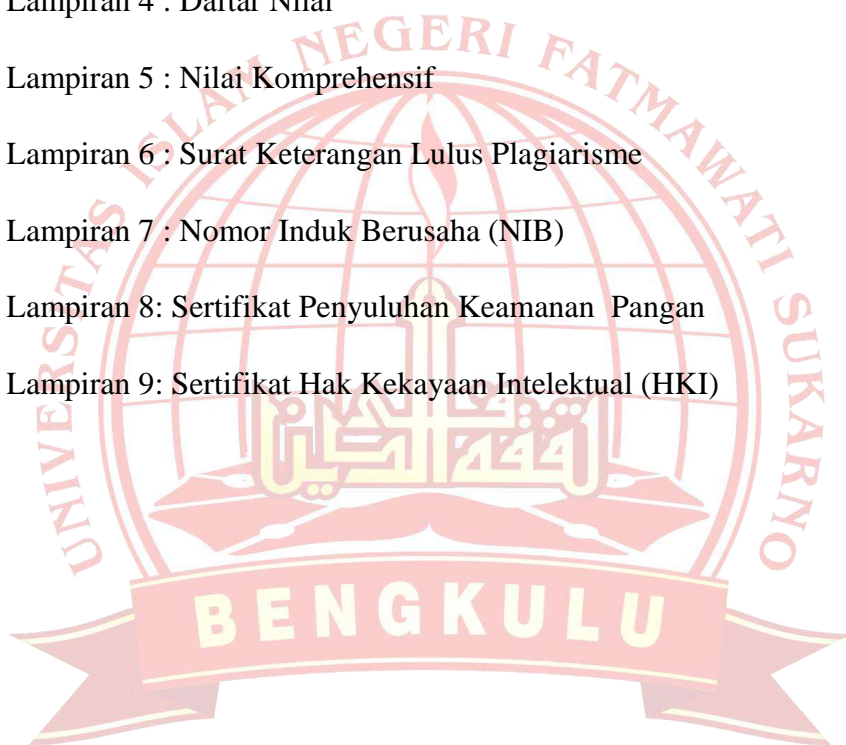 Lampiran 4 : Daftar Nilai
Lampiran 5 : Nilai Komprehensif
Lampiran 6 : Surat Keterangan Lulus Plagiarisme
Lampiran 7 : Nomor Induk Berusaha (NIB)
Lampiran 8: Sertifikat Penyuluhan Keamanan  Pangan
Lampiran 9: Sertifikat Hak Kekayaan Intelektual (HKI)
UNIVERSITAS ISLAM NEGERI FATMAWATI SUKARNO
BENGKULU